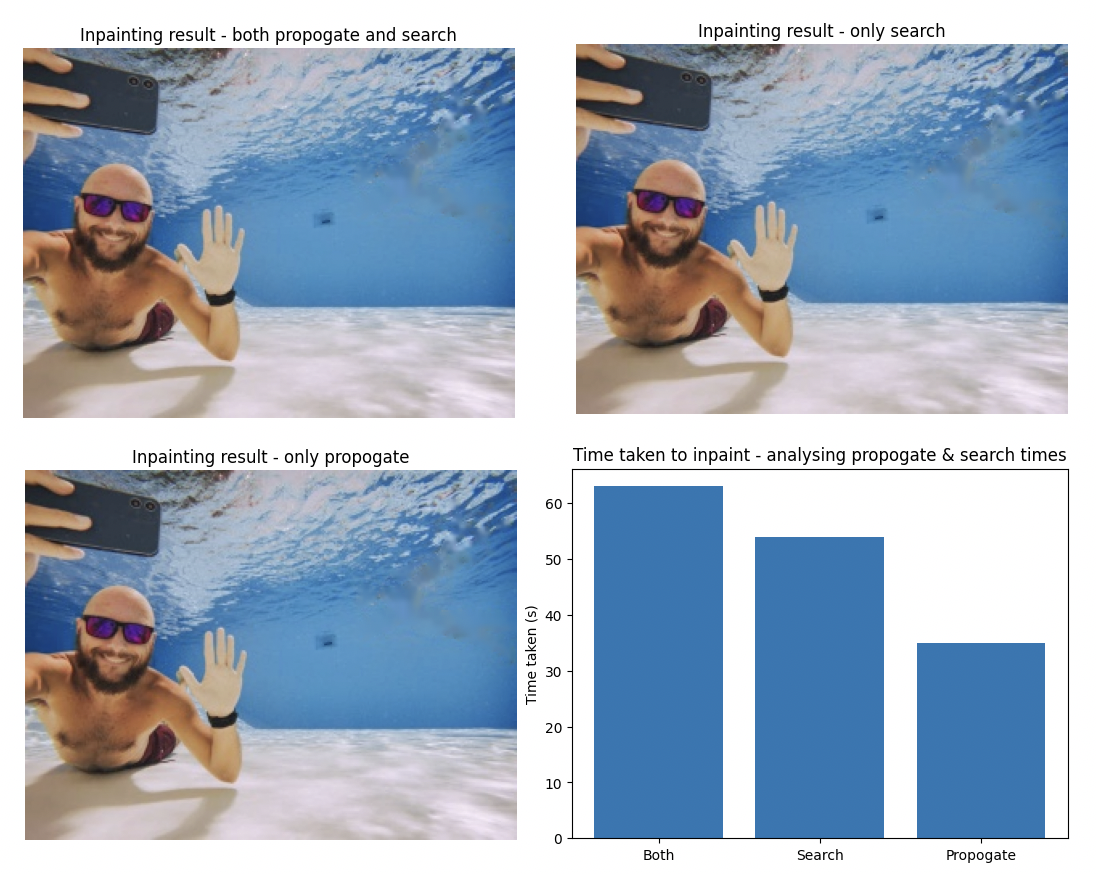 Inpainting result - both propogate and search
Inpainting result - only search
Inpainting result - only propogate
Time taken to inpaint - analysing propogate & search times
Time taken (s)
60
50
40
30
20
10
0
Both Search Propogate